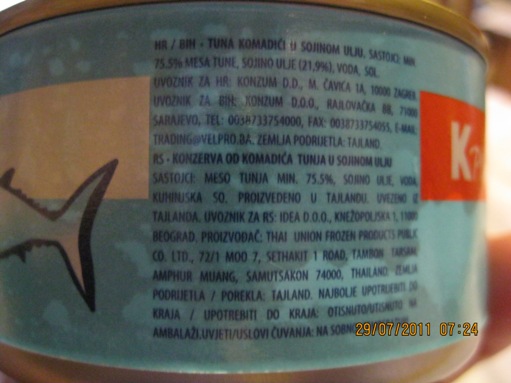 HR / BIH - TUNA KOMADIĆI U SOJINOM ULJU. SASTOJCI: MIN.
75.5% MESA TUNE, SOJINO ULJE (21,9%), VODA, SOL.
UVOZNIK ZA HR: KONZUM D.D., M. ČAVIĆA 1A, 10000 ZAGREB.
UVOZNIK ZA BIH: KONZUM D.O.O., RAJLOVAČKA BB, 71000
SARAJEVO, TEL: 0038733754000, FAX: 0038733754055, E-MAIL:
TRADING@VELPRO.BA. ZEMLJA PODRIJETLA: TAJLAND.
RS - KONZERVA OD KOMADIĆA TUNJA U SOJINOM ULJU
SASTOJCI: MESO TUNJA MIN. 75.5%, SOJINO ULJE, VODA,
KUHINJSKA SO. PROIZVEDENO U TAJLANDU. UVEZENO IZ
TAJLANDA. UVOZNIK ZA RS: IDEA D.O.O., KNEŽOPOLJSKA 1, 11000
BEOGRAD. PROIZVOĐAČ: THAI UNION FROZEN PRODUCTS PUBLIC
CO. LTD., 72/1 MOO 7, SETHAKIT 1 ROAD, TAMBON TARSRAI,
AMPHUR MUANG, SAMUTSAKON 74000, THAILAND. ZEMLJA
PODRIJETLA / POREKLA: TAJLAND. NAJBOLJE UPOTRIJEBITI DO
KRAJA / UPOTREBITI DO KRAJA: OTISNUTO/UTISNUTO NA
AMBALAŽI.UVJETI/USLOVI ČUVANJA: NA SOBNOJ
K
29/07/2011 07:24